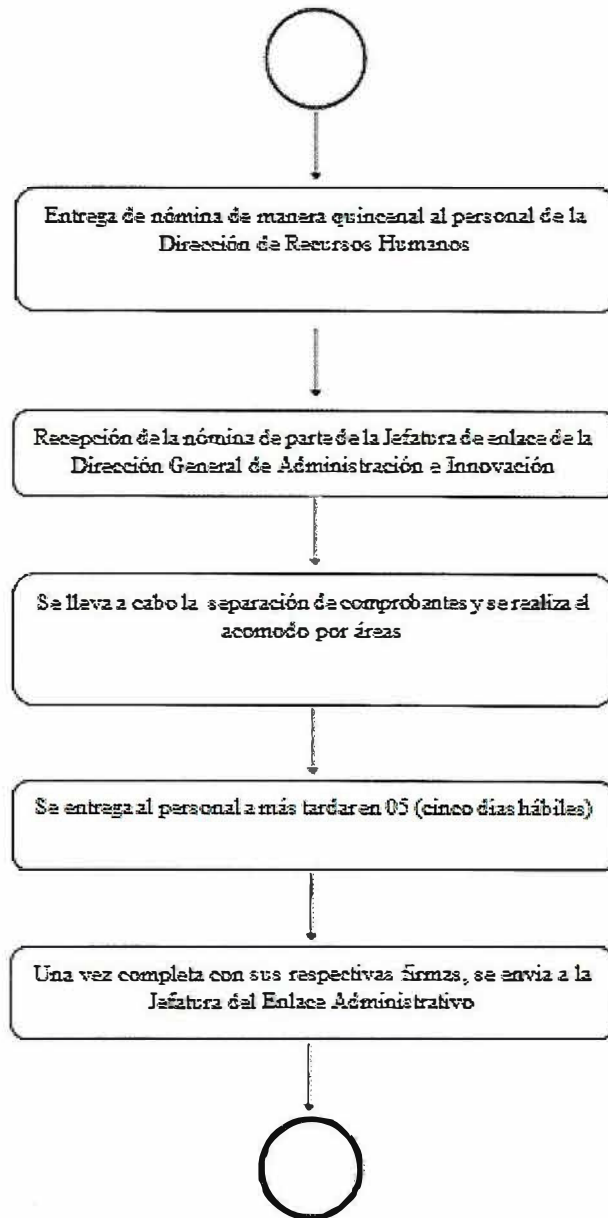 Entrega de nómina de manera quincenal al personal de la
Dirección de Recursos Humanos
Recepción de la nómina de parte de la Jefatura de enlace de la
Dirección General de Administración e Innovación
Se lleva a cabo la separación de comprobantes y se realiza el
acomodo por áreas
Se entrega al personal a más tardar en 05 (cinco días hábiles)
Una vez completa con sus respectivas firmas, se envia a la
Jefatura del Enlace Administrativo